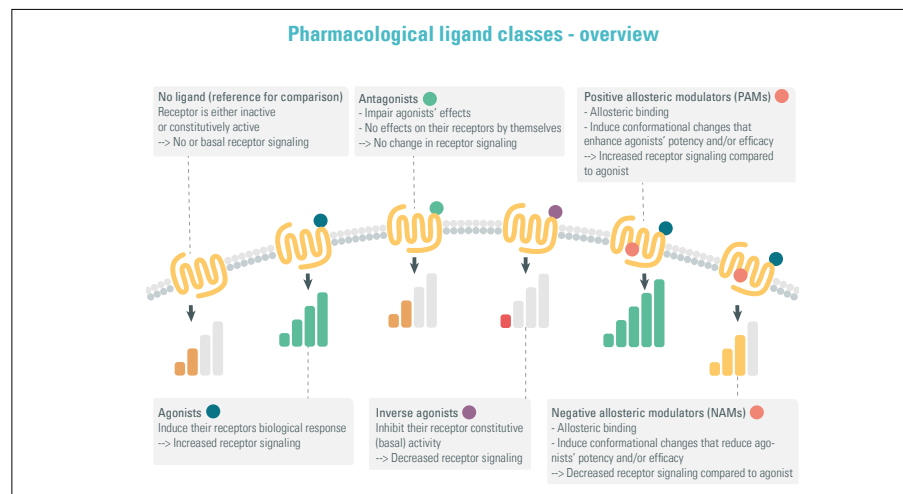 Pharmacological ligand classes - overview
No ligand (reference for comparison)
Receptor is either inactive
or constitutively active
--> No or basal receptor signaling
Antagonists
- Impair agonists' effects
- No effects on their receptors by themselves
--> No change in receptor signaling
Positive allosteric modulators (PAMs)
- Allosteric binding
- Induce conformational changes that
enhance agonists' potency and/or efficacy
--> Increased receptor signaling compared
to agonist
Agonists
Induce their receptors biological response
--> Increased receptor signaling
Inverse agonists
Inhibit their receptor constitutive
(basal) activity
--> Decreased receptor signaling
Negative allosteric modulators (NAMs)
- Allosteric binding
- Induce conformational changes that reduce ago-
nists' potency and/or efficacy
--> Decreased receptor signaling compared to agonist